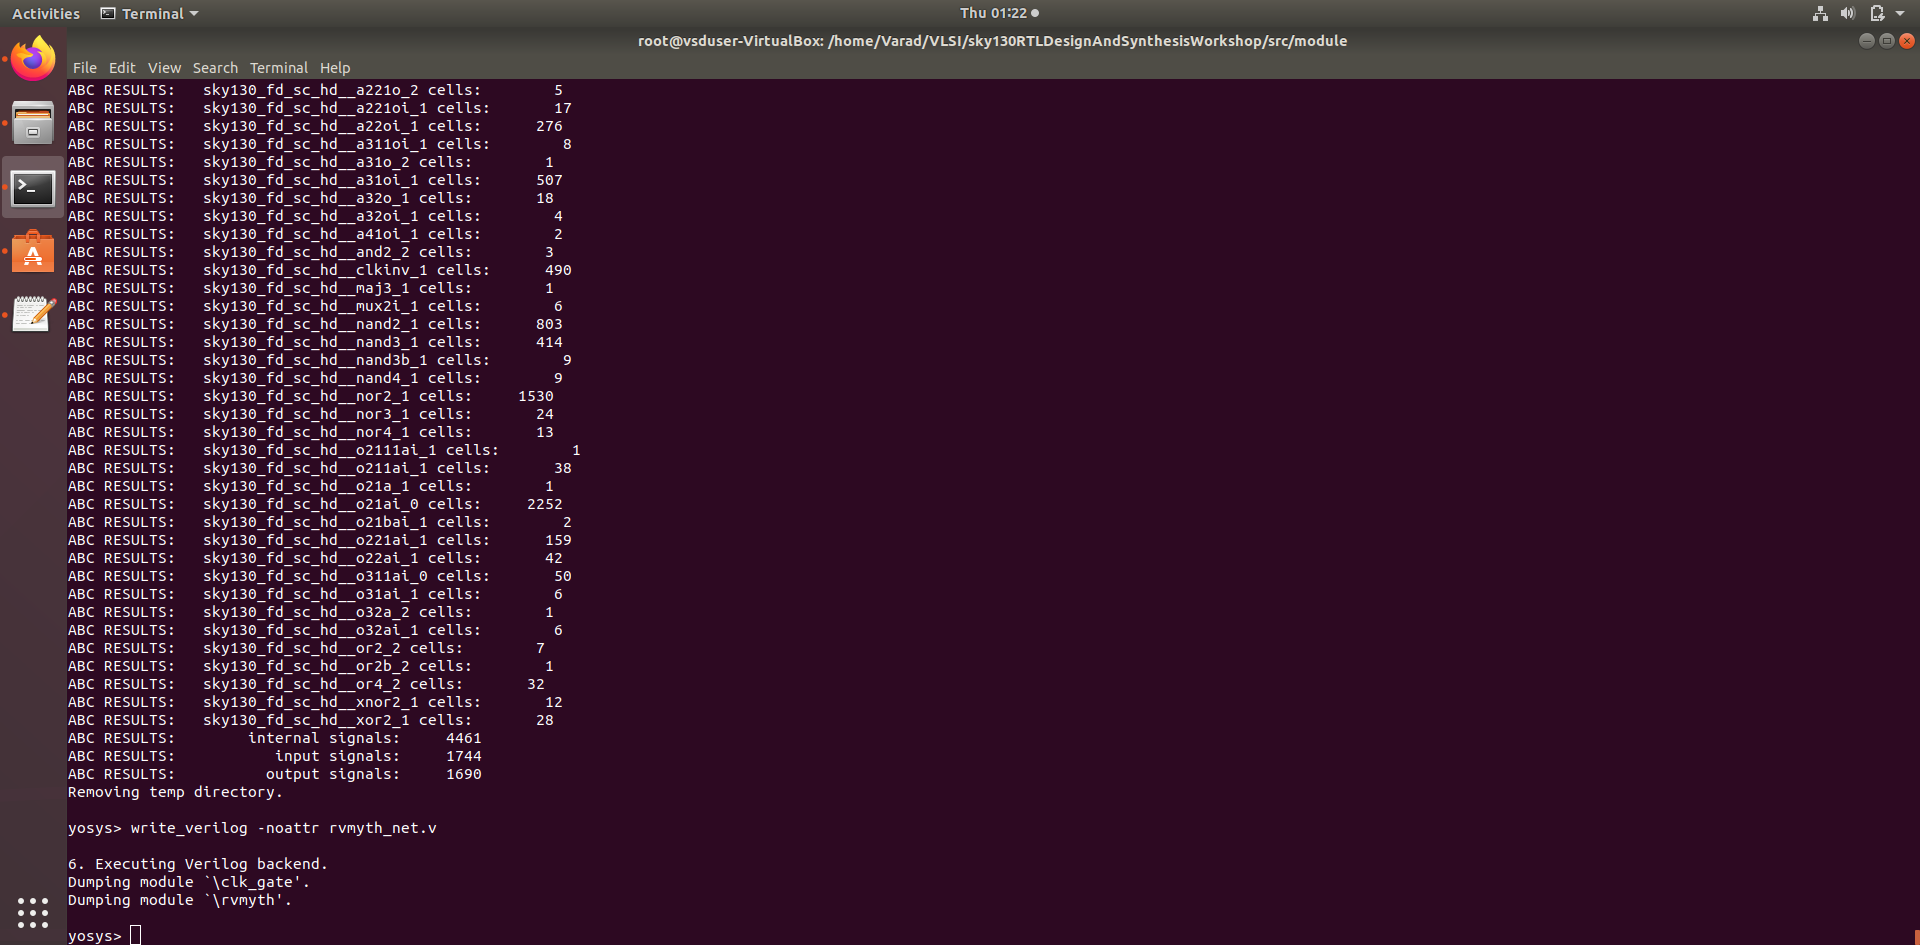 Activities Terminal Thu 01:22
root@vsduser-VirtualBox: /home/Varad/VLSI/sky130RTLDesignAndSynthesisWorkshop/src/module
File Edit View Search Terminal Help
ABC RESULTS:   sky130_fd_sc_hd__a221o_2 cells:        5
ABC RESULTS:   sky130_fd_sc_hd__a221oi_1 cells:       17
ABC RESULTS:   sky130_fd_sc_hd__a22oi_1 cells:      276
ABC RESULTS:   sky130_fd_sc_hd__a311oi_1 cells:        8
ABC RESULTS:   sky130_fd_sc_hd__a31o_2 cells:        1
ABC RESULTS:   sky130_fd_sc_hd__a31oi_1 cells:      507
ABC RESULTS:   sky130_fd_sc_hd__a32o_1 cells:       18
ABC RESULTS:   sky130_fd_sc_hd__a32oi_1 cells:        4
ABC RESULTS:   sky130_fd_sc_hd__a41oi_1 cells:        2
ABC RESULTS:   sky130_fd_sc_hd__and2_2 cells:        3
ABC RESULTS:   sky130_fd_sc_hd__clkinv_1 cells:      490
ABC RESULTS:   sky130_fd_sc_hd__maj3_1 cells:        1
ABC RESULTS:   sky130_fd_sc_hd__mux2i_1 cells:        6
ABC RESULTS:   sky130_fd_sc_hd__nand2_1 cells:      803
ABC RESULTS:   sky130_fd_sc_hd__nand3_1 cells:      414
ABC RESULTS:   sky130_fd_sc_hd__nand3b_1 cells:        9
ABC RESULTS:   sky130_fd_sc_hd__nand4_1 cells:        9
ABC RESULTS:   sky130_fd_sc_hd__nor2_1 cells:     1530
ABC RESULTS:   sky130_fd_sc_hd__nor3_1 cells:       24
ABC RESULTS:   sky130_fd_sc_hd__nor4_1 cells:       13
ABC RESULTS:   sky130_fd_sc_hd__o2111ai_1 cells:        1
ABC RESULTS:   sky130_fd_sc_hd__o211ai_1 cells:       38
ABC RESULTS:   sky130_fd_sc_hd__o21a_1 cells:        1
ABC RESULTS:   sky130_fd_sc_hd__o21ai_0 cells:     2252
ABC RESULTS:   sky130_fd_sc_hd__o21bai_1 cells:        2
ABC RESULTS:   sky130_fd_sc_hd__o221ai_1 cells:      159
ABC RESULTS:   sky130_fd_sc_hd__o22ai_1 cells:       42
ABC RESULTS:   sky130_fd_sc_hd__o311ai_0 cells:       50
ABC RESULTS:   sky130_fd_sc_hd__o31ai_1 cells:        6
ABC RESULTS:   sky130_fd_sc_hd__o32a_2 cells:        1
ABC RESULTS:   sky130_fd_sc_hd__o32ai_1 cells:        6
ABC RESULTS:   sky130_fd_sc_hd__or2_2 cells:        7
ABC RESULTS:   sky130_fd_sc_hd__or2b_2 cells:        1
ABC RESULTS:   sky130_fd_sc_hd__or4_2 cells:       32
ABC RESULTS:   sky130_fd_sc_hd__xnor2_1 cells:       12
ABC RESULTS:   sky130_fd_sc_hd__xor2_1 cells:       28
ABC RESULTS:        internal signals:     4461
ABC RESULTS:           input signals:     1744
ABC RESULTS:          output signals:     1690
Removing temp directory.
yosys> write_verilog -noattr rvmyth_net.v
6. Executing Verilog backend.
Dumping module `\clk_gate'.
Dumping module `\rvmyth'.
yosys>